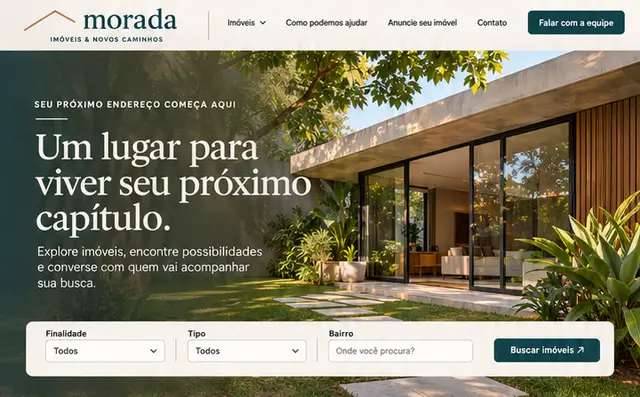 morada
IMÓVEIS & NOVOS CAMINHOS
Imóveis
Como podemos ajudar
Anuncie seu imóvel
Contato
Falar com a equipe
SEU PRÓXIMO ENDEREÇO COMEÇA AQUI
Um lugar para
viver seu próximo
capítulo.
Explore imóveis, encontre possibilidades
e converse com quem vai acompanhar
sua busca.
Finalidade
Todos
Tipo
Todos
Bairro
Onde você procura?
Buscar imóveis ↗